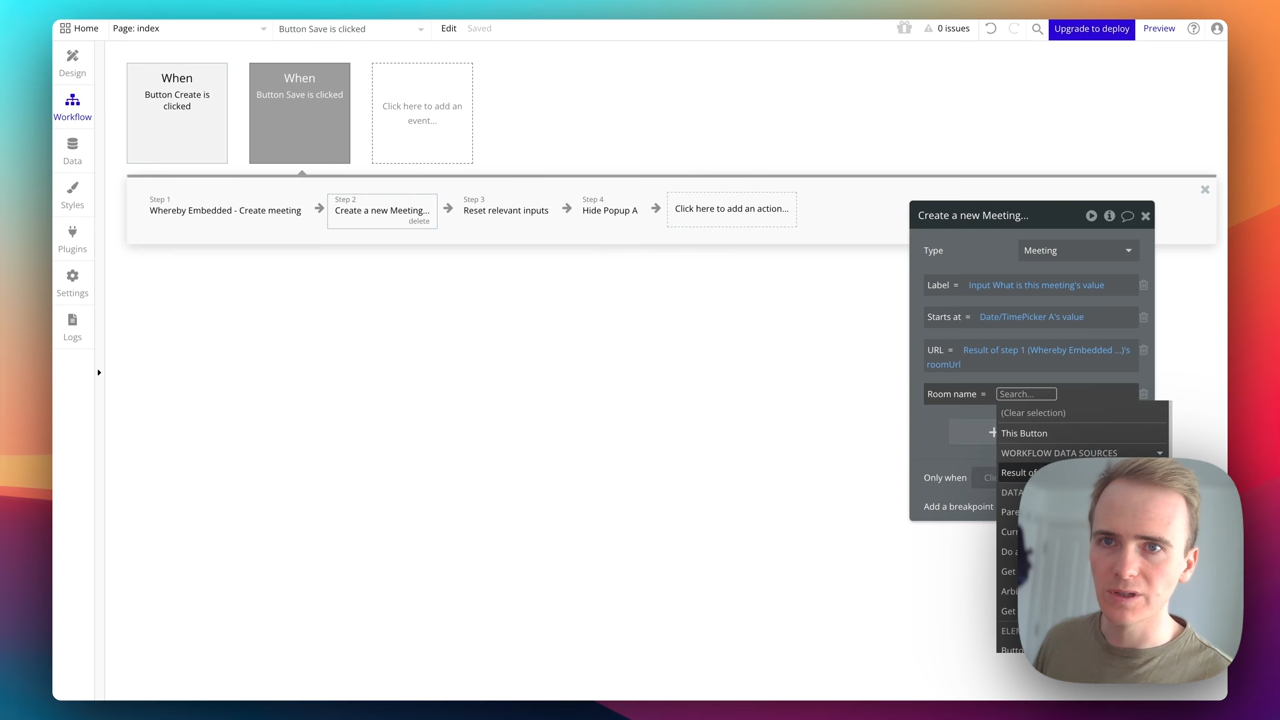 Home
Page: index
Button Save is clicked
Edit
Saved
0 issues
Upgrade to deploy
Preview
Design
Workflow
Data
Styles
Plugins
Settings
Logs
When
Button Create is
clicked
When
Button Save is clicked
Click here to add an
event...
Step 1
Whereby Embedded - Create meeting
Step 2
Create a new Meeting...
delete
Step 3
Reset relevant inputs
Step 4
Hide Popup A
Click here to add an action...
Create a new Meeting...
Type
Meeting
Label =
Input What is this meeting's value
Starts at =
Date/TimePicker A's value
URL =
Result of step 1 (Whereby Embedded ...)'s
roomUrl
Room name =
Search...
(Clear selection)
This Button
WORKFLOW DATA SOURCES
Result of
Only when
Add a breakpoint
Do a
Get
Get